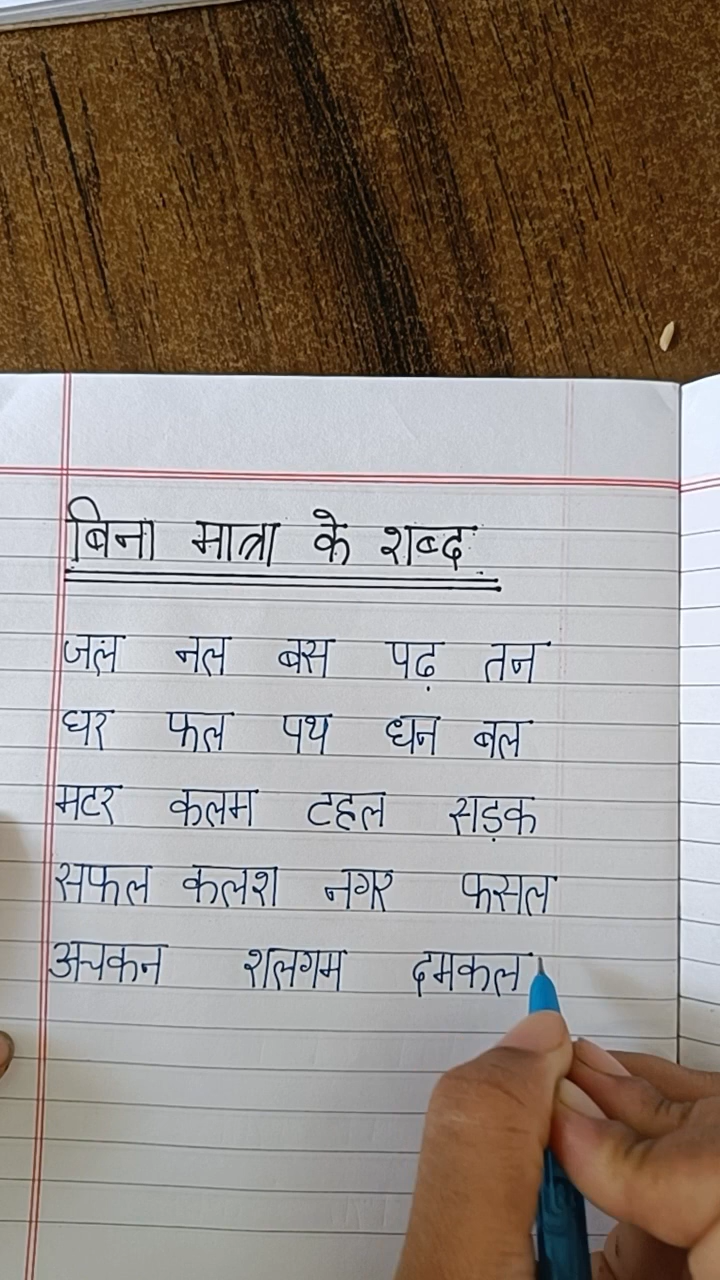 बिना मात्रा के शब्द
जल नल बस पढ़ तन
घर फल पथ धन बल
मटर कलम टहल सड़क
सफल कलश नगर फसल
अचकन शलगम दमकल